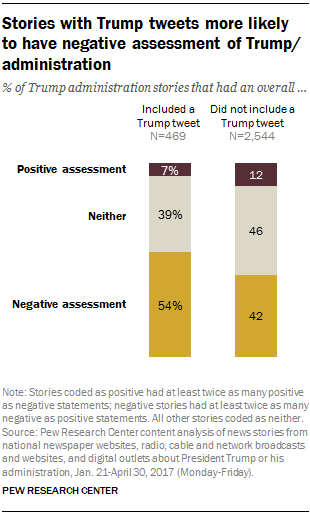 Stories with Trump tweets more likely
to have negative assessment of Trump/
administration
% of Trump administration stories that had an overall ...
Included a
Trump tweet
N=469
Did not include a
Trump tweet
N=2,544
Positive assessment
7%
12
Neither
39%
46
Negative assessment
54%
42
Note: Stories coded as positive had at least twice as many positive
as negative statements; negative stories had at least twice as many
negative as positive statements. All other stories coded as neither.
Source: Pew Research Center content analysis of news stories from
national newspaper websites, radio, cable and network broadcasts
and websites, and digital outlets about President Trump or his
administration, Jan. 21-April 30, 2017 (Monday-Friday).
PEW RESEARCH CENTER